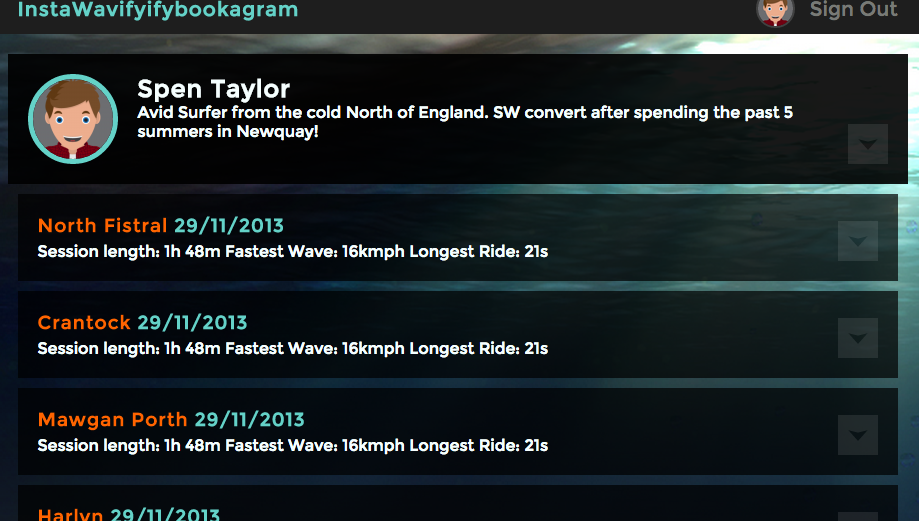 InstaWavifyifybookagram
Sign Out
Spen Taylor
Avid Surfer from the cold North of England. SW convert after spending the past 5
summers in Newquay!
North Fistral 29/11/2013
Session length: 1h 48m Fastest Wave: 16kmph Longest Ride: 21s
Crantock 29/11/2013
Session length: 1h 48m Fastest Wave: 16kmph Longest Ride: 21s
Mawgan Porth 29/11/2013
Session length: 1h 48m Fastest Wave: 16kmph Longest Ride: 21s
Harlyn 29/11/2013